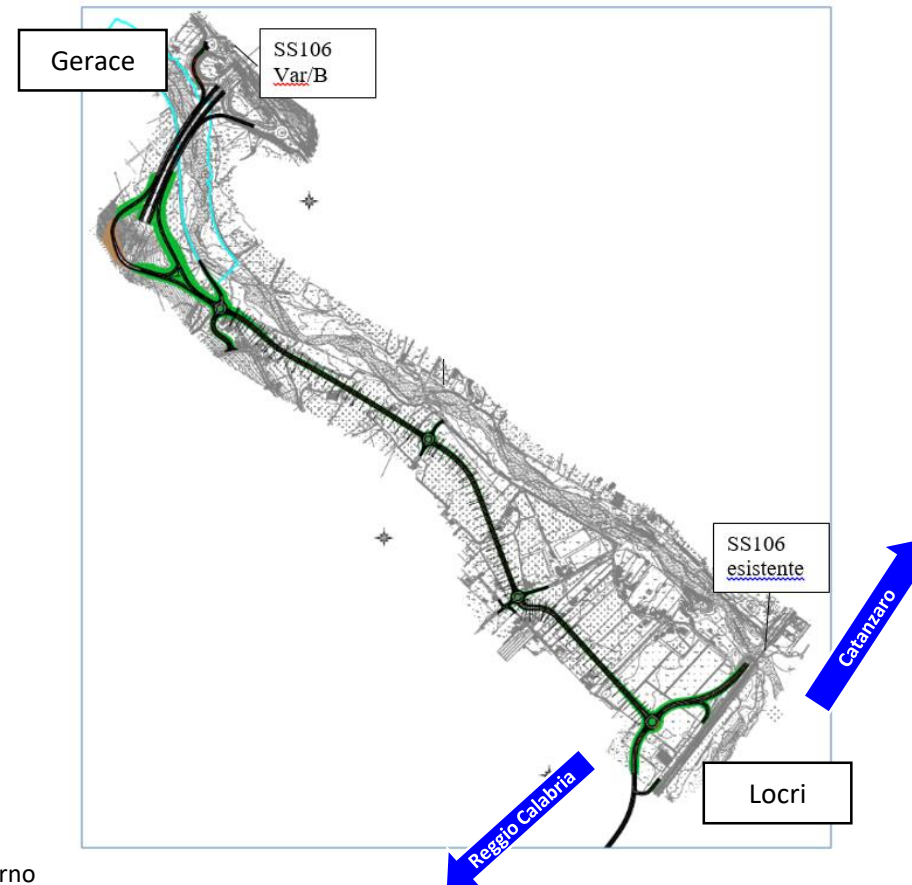 Gerace
SS106
Var/B
SS106
esistente
Catanzaro
Reggio Calabria
Locri
rno